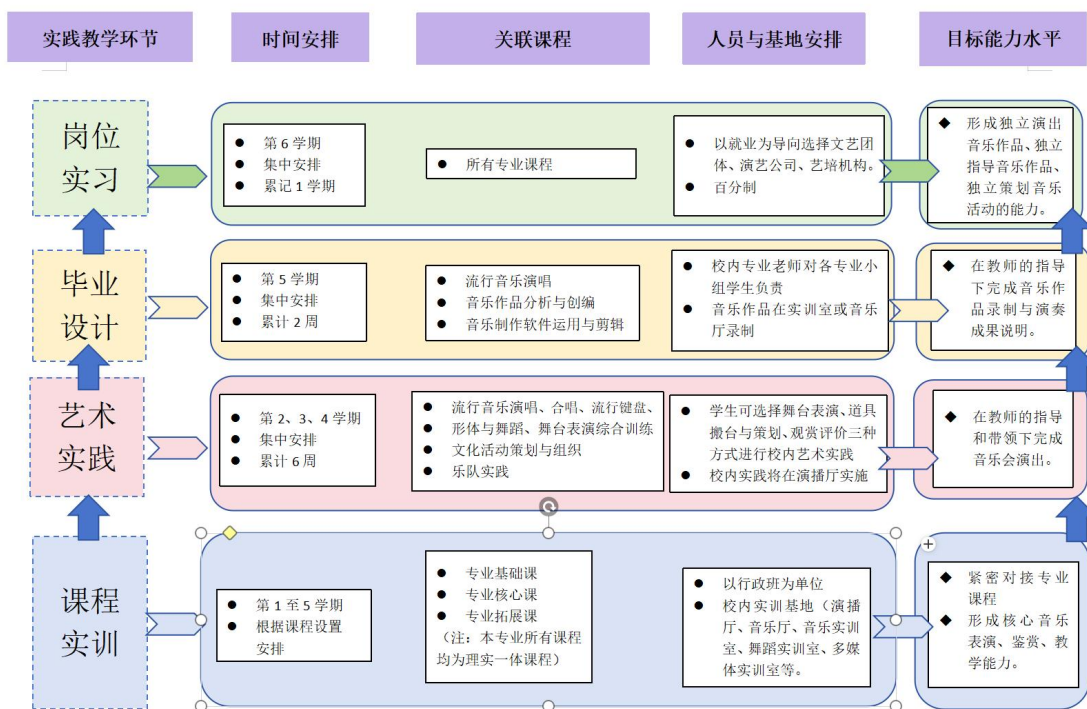 实践教学环节
时间安排
关联课程
人员与基地安排
目标能力水平
岗位
实习
● 第 6 学期
● 集中安排
● 累记 1 学期
● 所有专业课程
● 以就业为导向选择文艺团
体、演艺公司、艺培机构。
● 百分制
◆ 形成独立演出
音乐作品、独立
指导音乐作品、
独立策划音乐
活动的能力。
毕业
设计
● 第 5 学期
● 集中安排
● 累计 2 周
● 流行音乐演唱
● 音乐作品分析与创编
● 音乐制作软件运用与剪辑
● 校内专业老师对各专业小
组学生负责
● 音乐作品在实训室或音乐
厅录制
◆ 在教师的指导
下完成音乐作
品录制与演奏
成果说明。
艺术
实践
● 第 2、3、4 学期
● 集中安排
● 累计 6 周
● 流行音乐演唱、合唱、流行键盘、
● 形体与舞蹈、舞台表演综合训练
● 文化活动策划与组织
● 乐队实践
● 学生可选择舞台表演、道具
搬台与策划、观赏评价三种
方式进行校内艺术实践
● 校内实践将在演播厅实施
◆ 在教师的指导
和带领下完成
音乐会演出。
课程
实训
● 第 1 至 5 学期
● 根据课程设置
安排
● 专业基础课
● 专业核心课
● 专业拓展课
（注：本专业所有课程
均为理实一体课程）
● 以行政班为单位
● 校内实训基地（演播
厅、音乐厅、音乐实训
室、舞蹈实训室、多媒
体实训室等。
◆ 紧密对接专业
课程
◆ 形成核心音乐
表演、鉴赏、教
学能力。